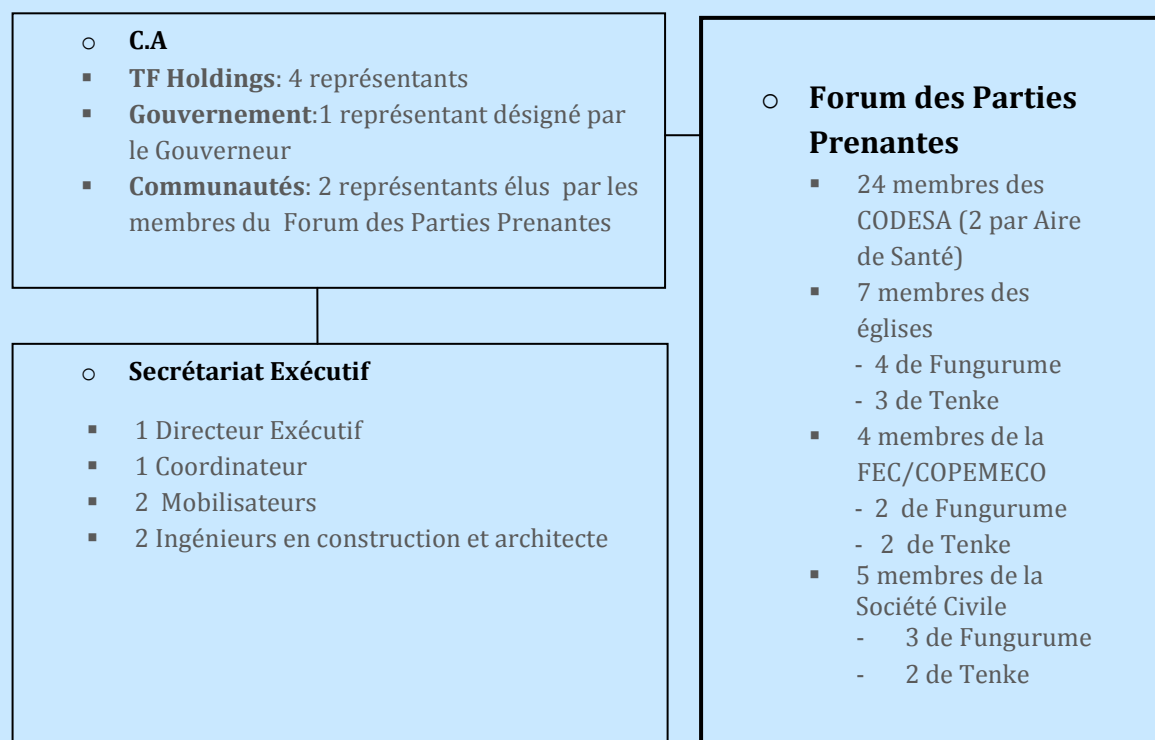 ○ C.A
▪ TF Holdings: 4 représentants
▪ Gouvernement:1 représentant désigné par
le Gouverneur
▪ Communautés: 2 représentants élus par les
membres du Forum des Parties Prenantes
○ Secrétariat Exécutif
▪ 1 Directeur Exécutif
▪ 1 Coordinateur
▪ 2 Mobilisateurs
▪ 2 Ingénieurs en construction et architecte
○ Forum des Parties
Prenantes
▪ 24 membres des
CODESA (2 par Aire
de Santé)
▪ 7 membres des
églises
- 4 de Fungurume
- 3 de Tenke
▪ 4 membres de la
FEC/COPEMECO
- 2 de Fungurume
- 2 de Tenke
▪ 5 membres de la
Société Civile
- 3 de Fungurume
- 2 de Tenke